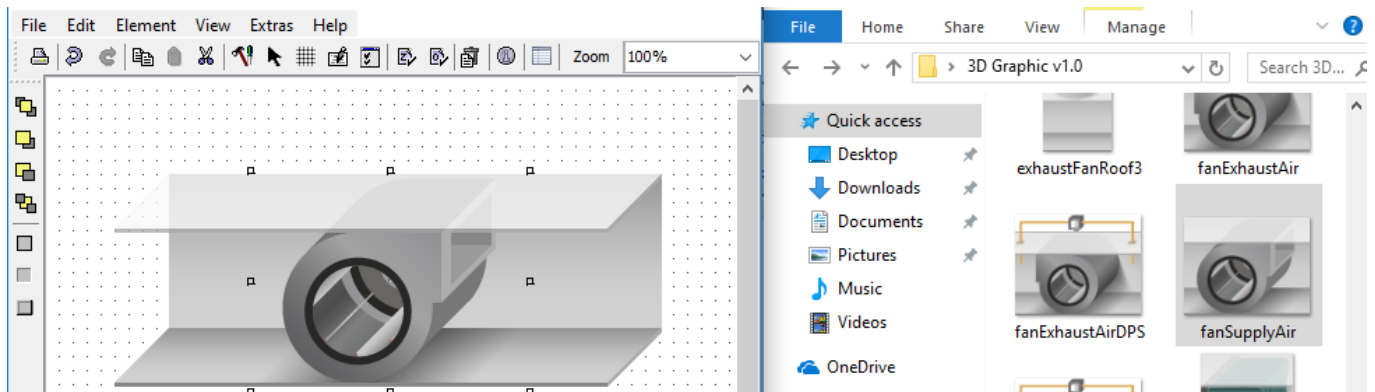 File Edit Element View Extras Help
Zoom 100%
File Home Share View Manage
3D Graphic v1.0 Search 3D...
Quick access
Desktop
Downloads
Documents
Pictures
Music
Videos
OneDrive
exhaustFanRoof3 fanExhaustAir
fanExhaustAirDPS fanSupplyAir